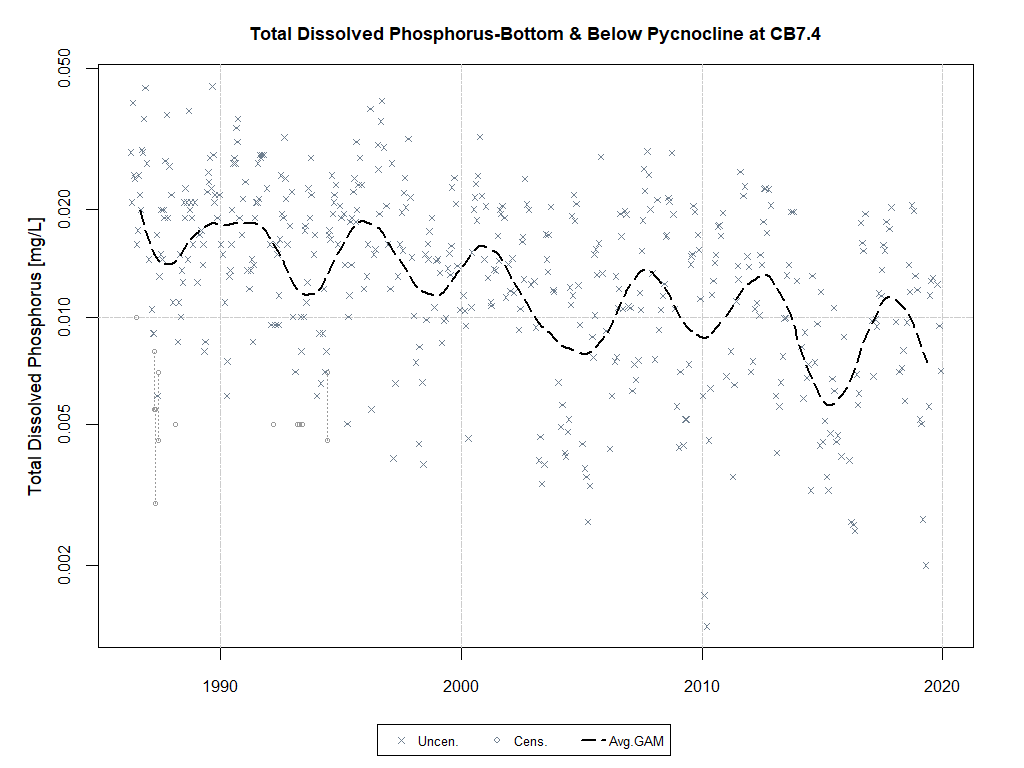 Total Dissolved Phosphorus-Bottom & Below Pycnocline at CB7.4
Total Dissolved Phosphorus [mg/L]
0.050
0.020
0.010
0.005
0.002
1990
2000
2010
2020
Uncen.
Cens.
Avg.GAM